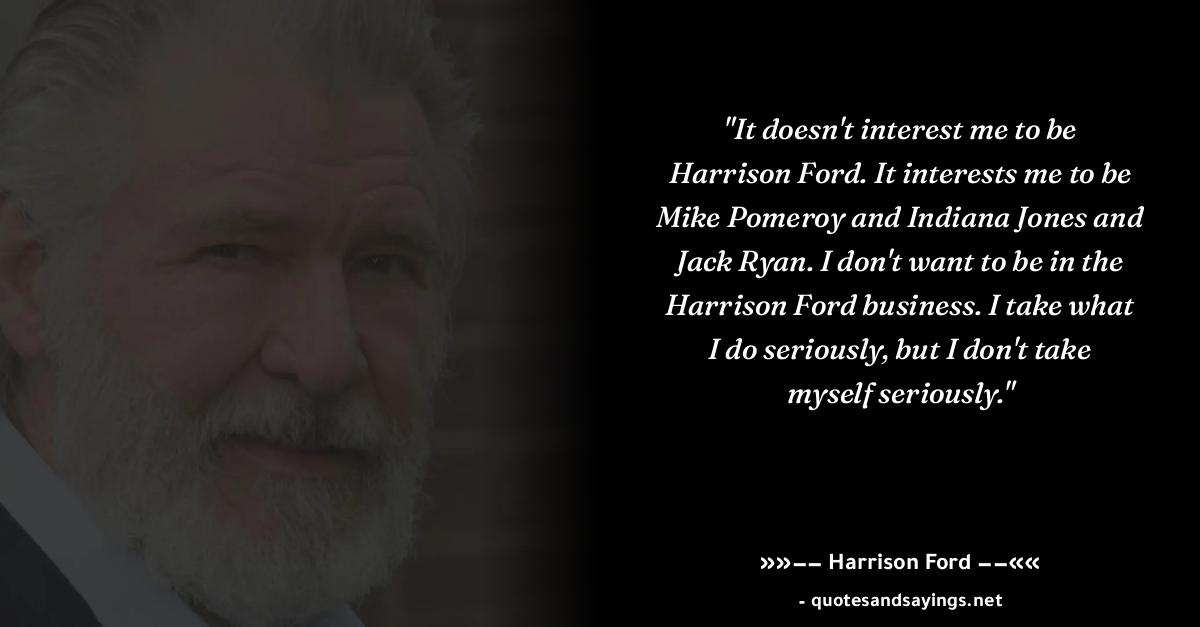 "It doesn't interest me to be
Harrison Ford. It interests me to be
Mike Pomeroy and Indiana Jones and
Jack Ryan. I don't want to be in the
Harrison Ford business. I take what
I do seriously, but I don't take
myself seriously."
»»–– Harrison Ford ––««
- quotesandsayings.net